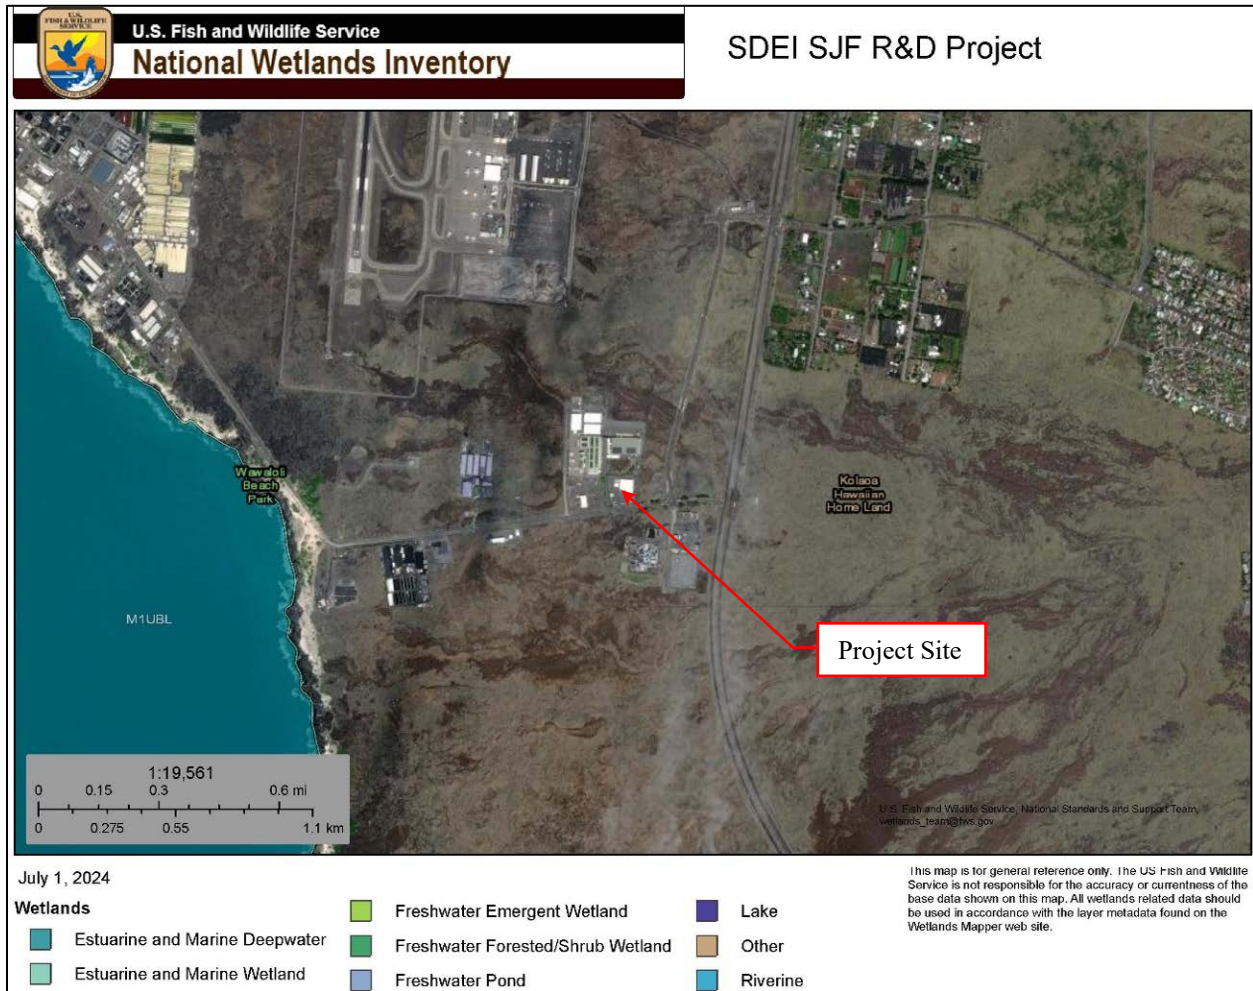 U.S.
FISH & WILDLIFE
SERVICE
U.S. Fish and Wildlife Service
National Wetlands Inventory
SDEI SJF R&D Project
Wawaloli
Beach
Park
Kolaoa
Hawaiian
Home Land
M1UBL
Project Site
1:19,561
0 0.15 0.3 0.6 mi
0 0.275 0.55 1.1 km
U.S. Fish and Wildlife Service, National Standards and Support Team,
wetlands_team@fws.gov
July 1, 2024
Wetlands
Estuarine and Marine Deepwater
Estuarine and Marine Wetland
Freshwater Emergent Wetland
Freshwater Forested/Shrub Wetland
Freshwater Pond
Lake
Other
Riverine
This map is for general reference only. The US Fish and Wildlife
Service is not responsible for the accuracy or currentness of the
base data shown on this map. All wetlands related data should
be used in accordance with the layer metadata found on the
Wetlands Mapper web site.